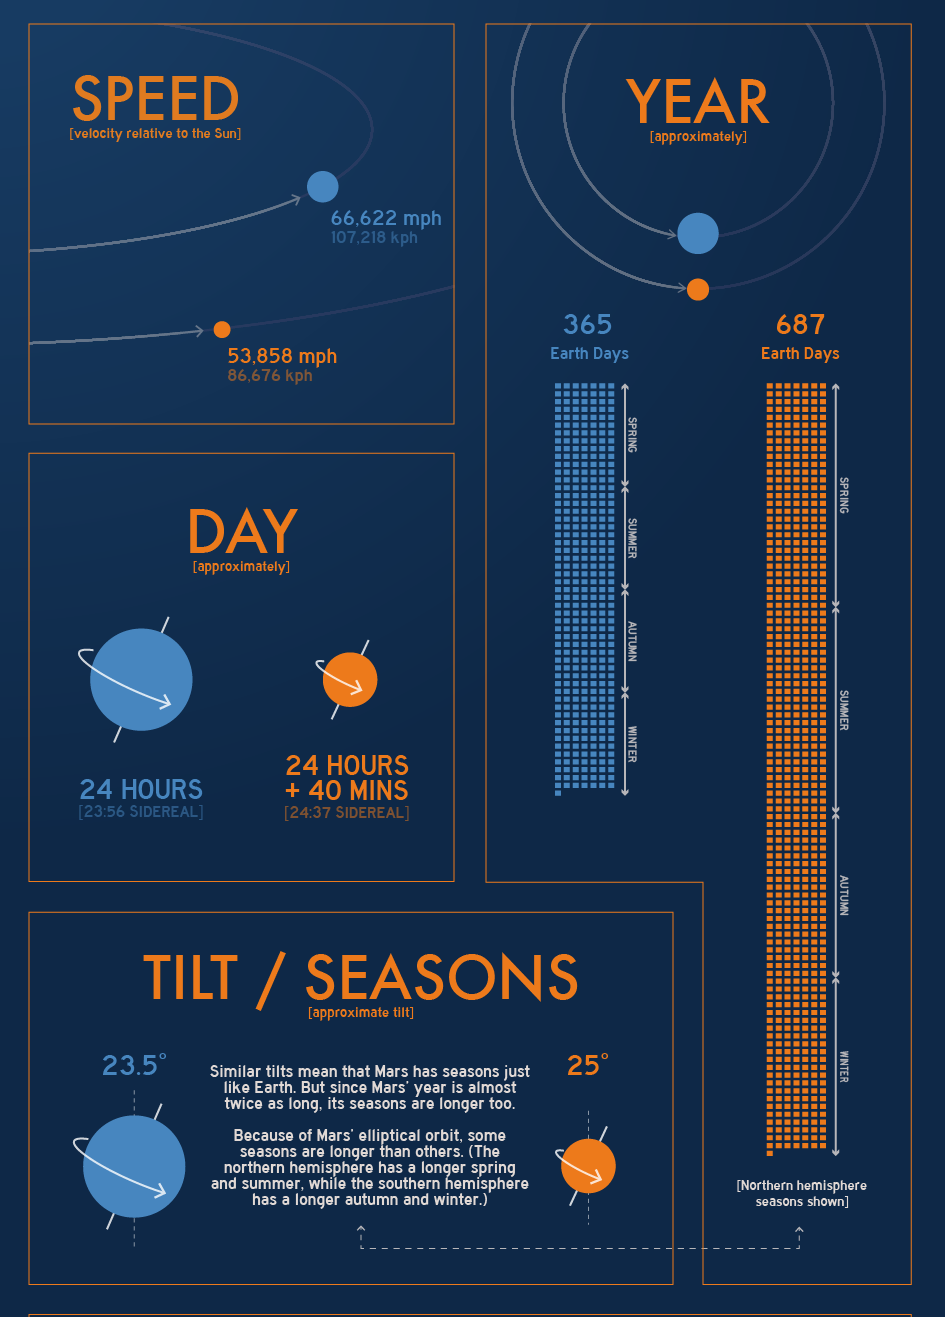 SPEED
[velocity relative to the Sun]
66,622 mph
107,218 kph
53,858 mph
86,676 kph
YEAR
[approximately]
365
Earth Days
687
Earth Days
SPRING
SUMMER
AUTUMN
WINTER
SPRING
SUMMER
AUTUMN
WINTER
[Northern hemisphere
seasons shown]
DAY
[approximately]
24 HOURS
[23:56 SIDEREAL]
24 HOURS
+ 40 MINS
[24:37 SIDEREAL]
TILT / SEASONS
[approximate tilt]
23.5°
Similar tilts mean that Mars has seasons just
like Earth. But since Mars' year is almost
twice as long, its seasons are longer too.
Because of Mars' elliptical orbit, some
seasons are longer than others. (The
northern hemisphere has a longer spring
and summer, while the southern hemisphere
has a longer autumn and winter.)
25°